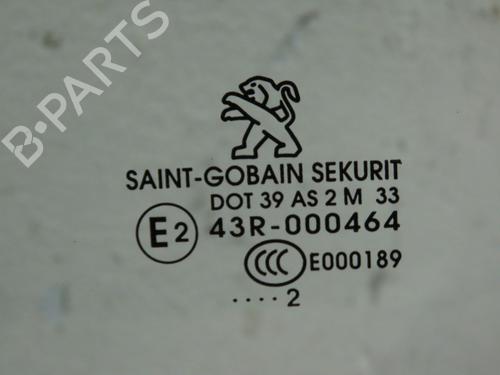 B-PARTS
SAINT-GOBAIN SEKURIT
DOT 39 AS 2 M 33
E2 43R-000464
CCC E000189
.... 2